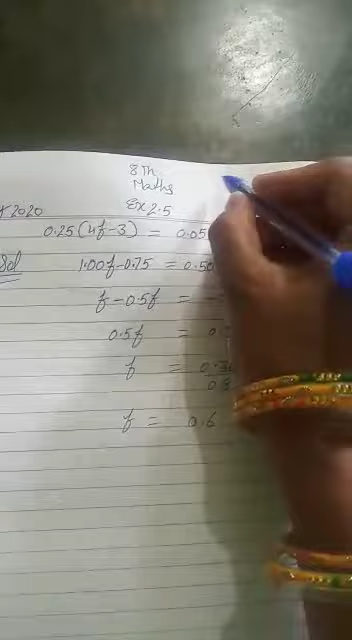 8Th
Maths
Ex 2.5
2020
0.25(4f-3) = 0.05
Sol 1.00f-0.75 = 0.50
f-0.5f = -
0.5f = 0.
f =
f = 0.6